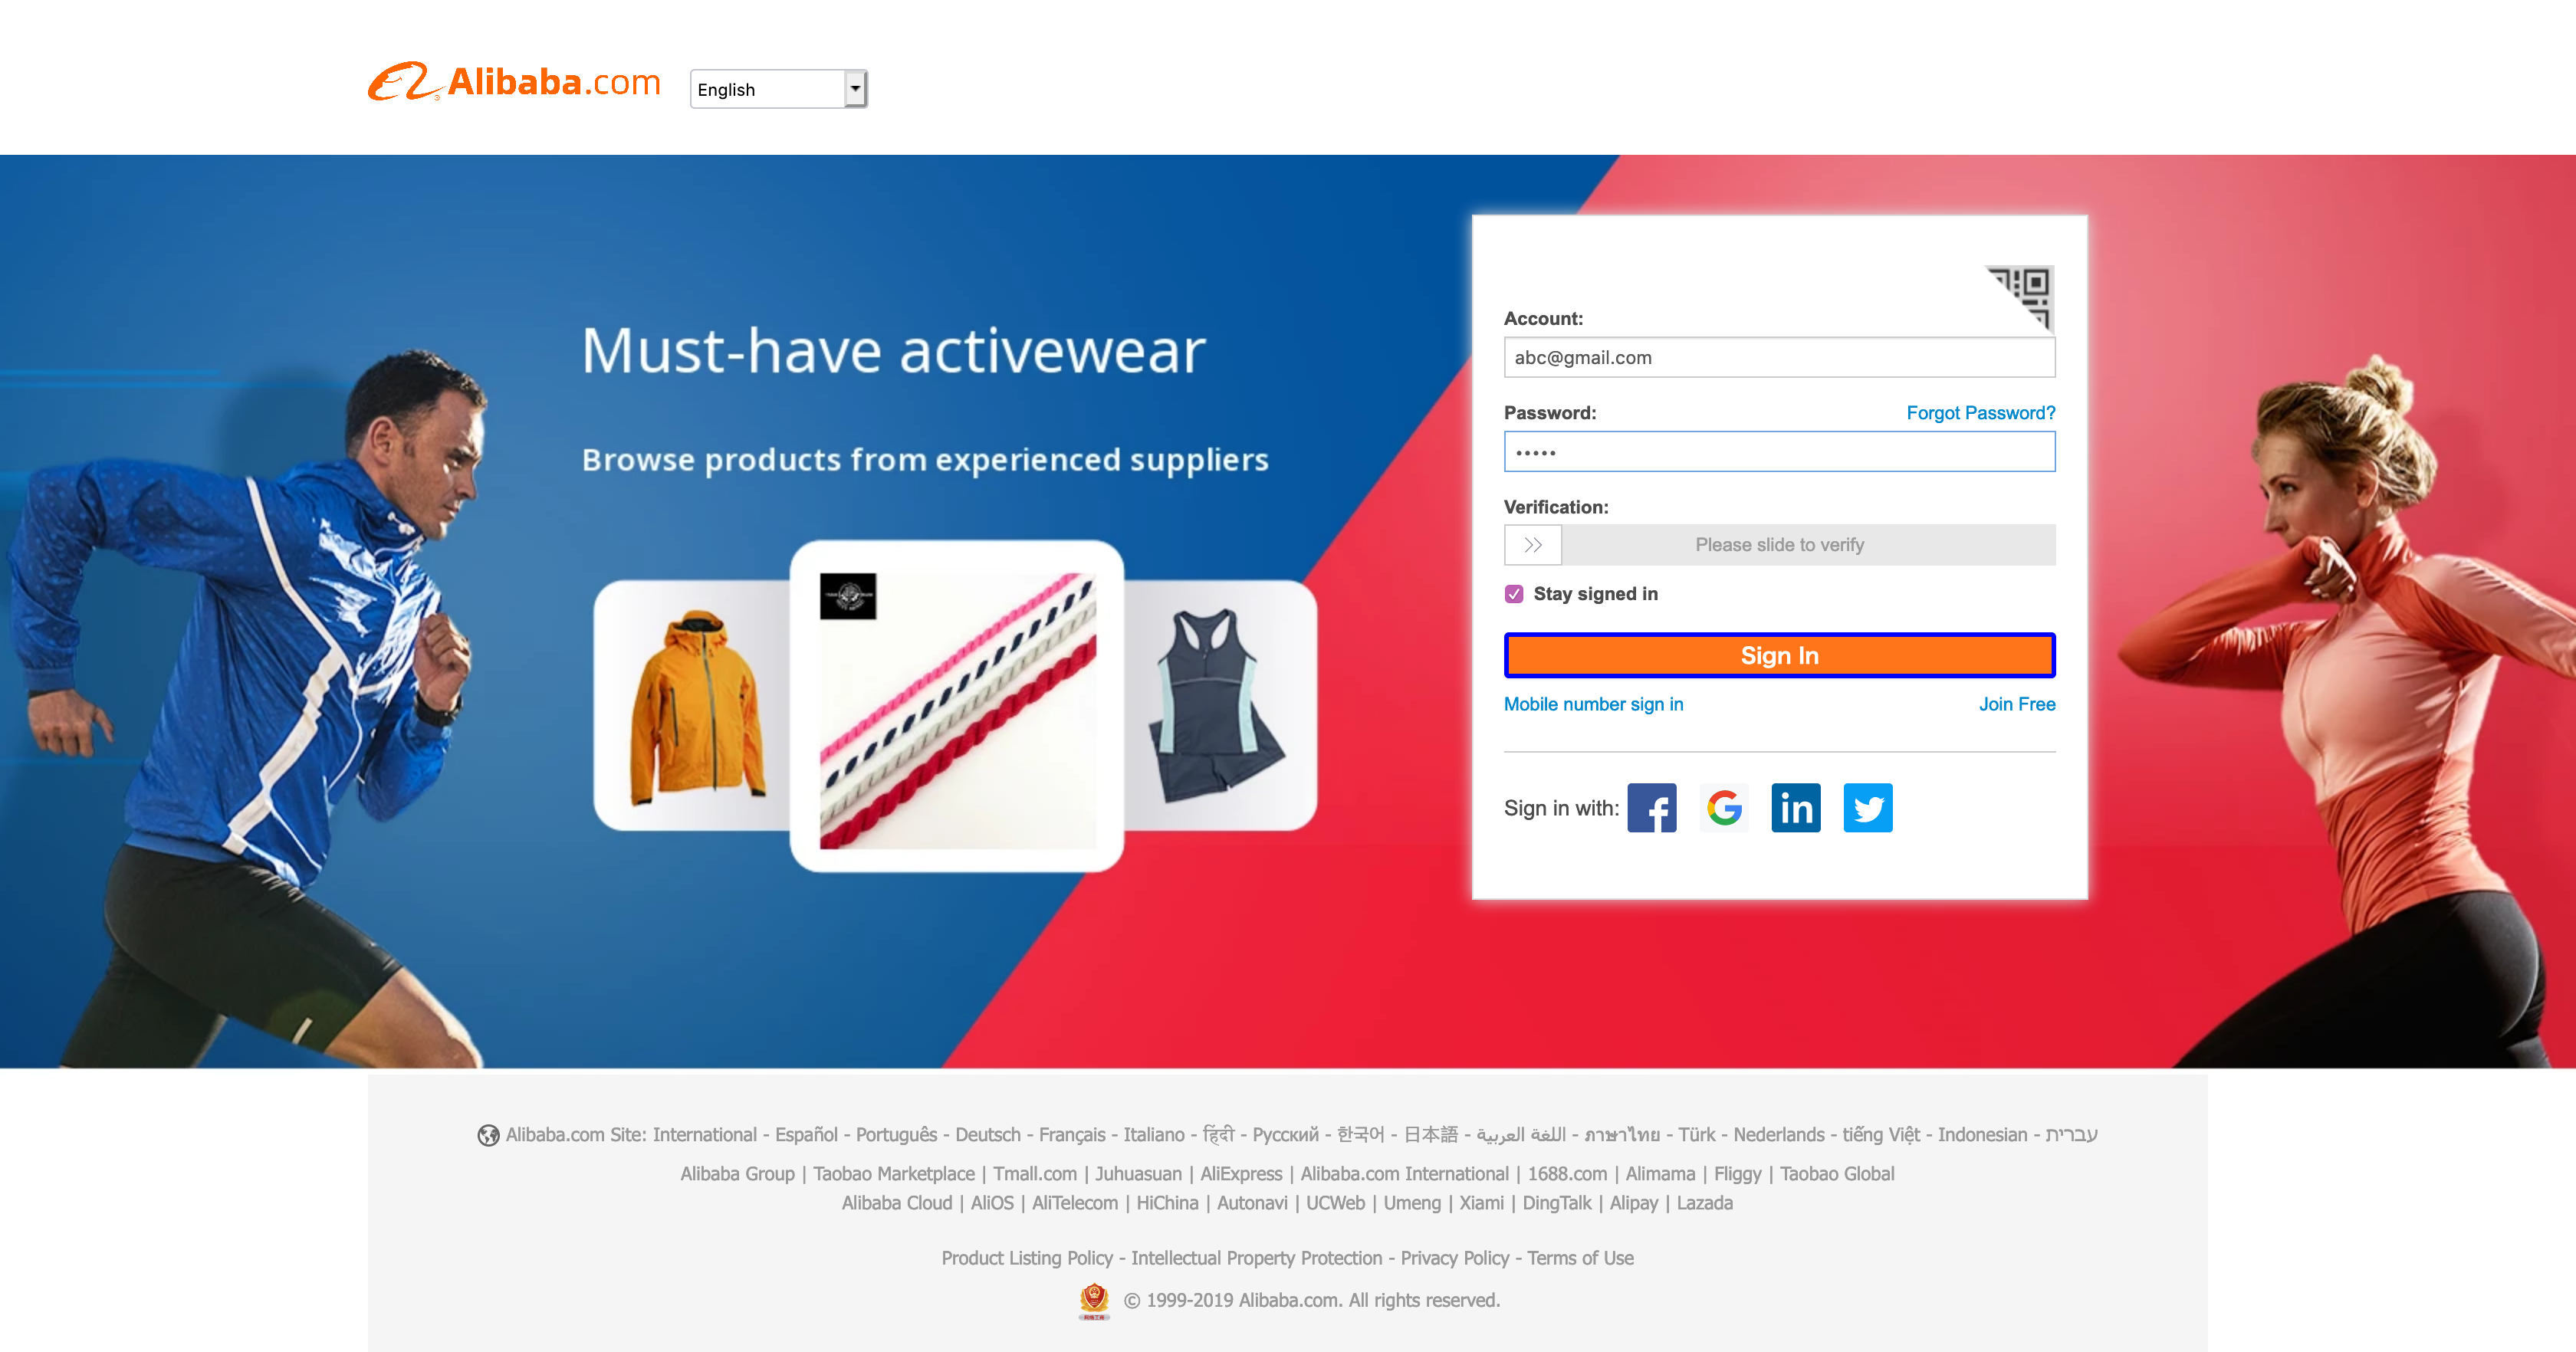 Alibaba.com
English
Must-have activewear
Browse products from experienced suppliers
Account:
abc@gmail.com
Password: Forgot Password?
•••••
Verification:
Please slide to verify
Stay signed in
Sign In
Mobile number sign in Join Free
Sign in with:
Alibaba.com Site: International - Español - Português - Deutsch - Français - Italiano - हिंदी - Pусский - 한국어 - 日本語 - اللغة العربية - ภาษาไทย - Türk - Nederlands - tiếng Việt - Indonesian - עברית
Alibaba Group | Taobao Marketplace | Tmall.com | Juhuasuan | AliExpress | Alibaba.com International | 1688.com | Alimama | Fliggy | Taobao Global
Alibaba Cloud | AliOS | AliTelecom | HiChina | Autonavi | UCWeb | Umeng | Xiami | DingTalk | Alipay | Lazada
Product Listing Policy - Intellectual Property Protection - Privacy Policy - Terms of Use
© 1999-2019 Alibaba.com. All rights reserved.